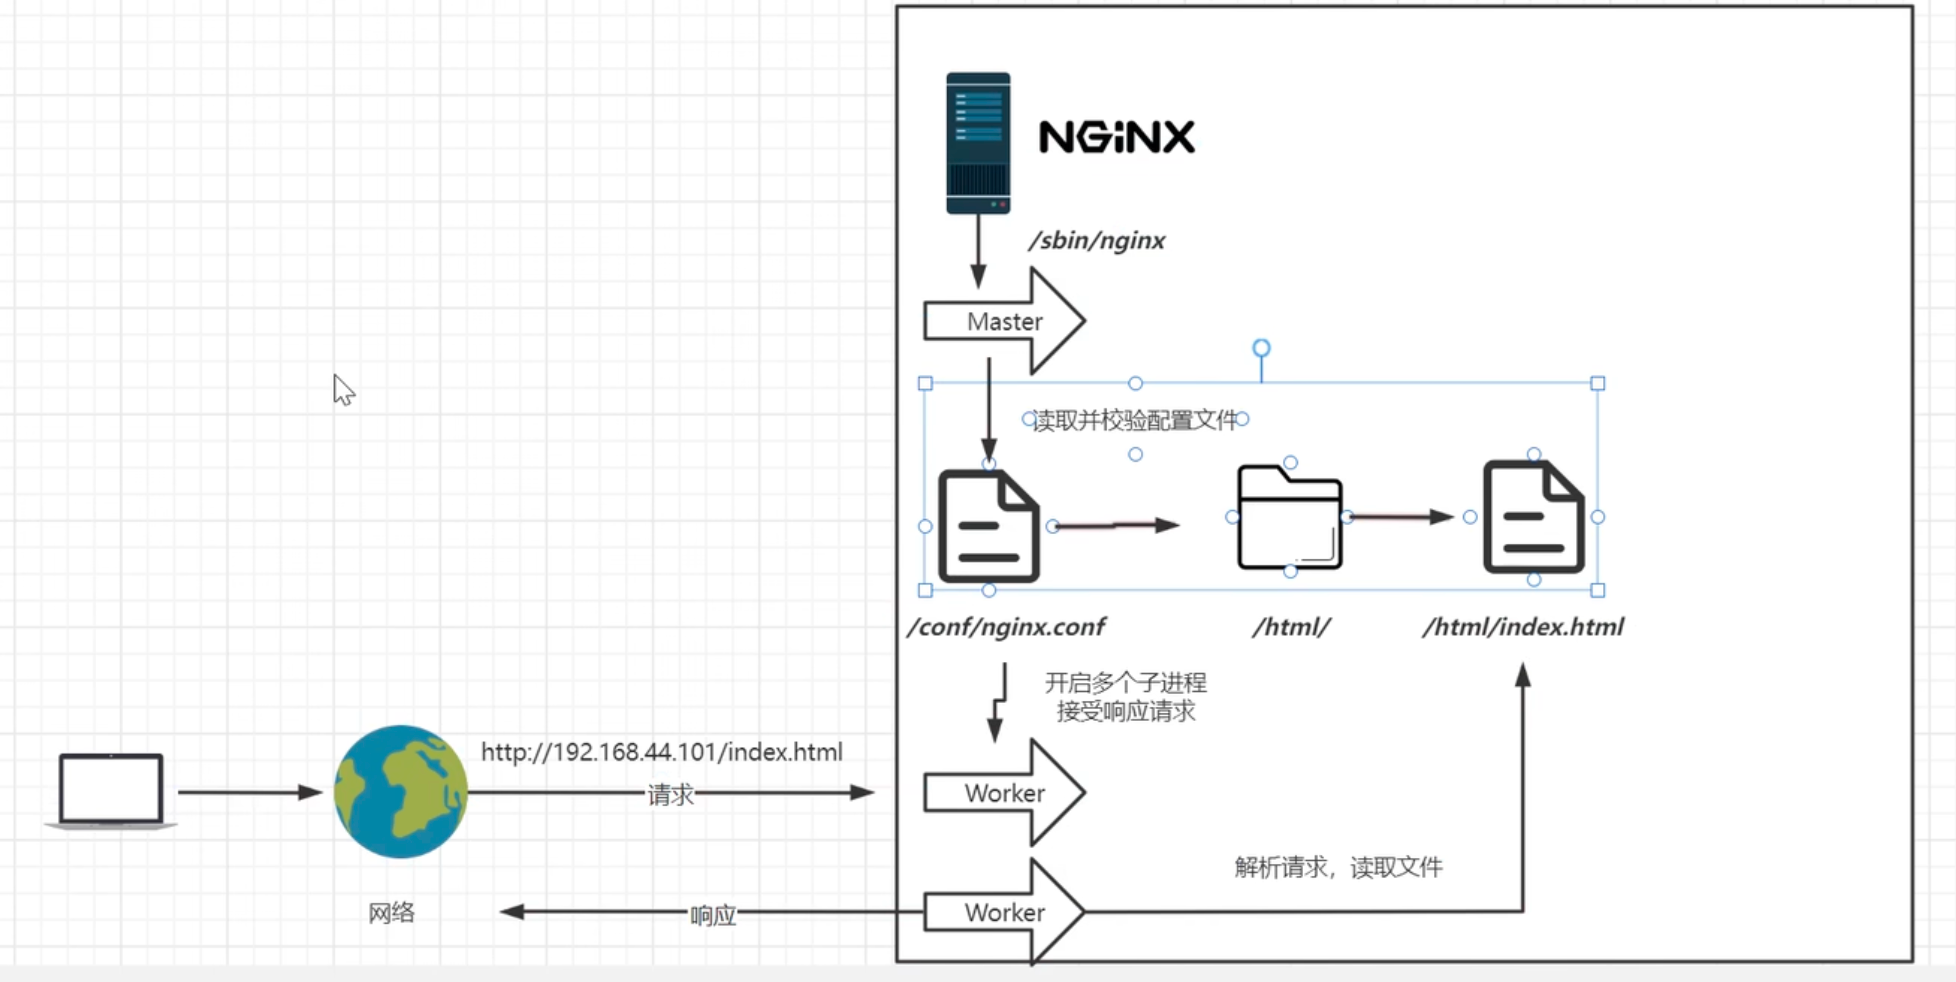 NGiNX
/sbin/nginx
Master
读取并校验配置文件
/conf/nginx.conf
/html/
/html/index.html
开启多个子进程
接受响应请求
http://192.168.44.101/index.html
请求
Worker
解析请求，读取文件
网络
响应
Worker